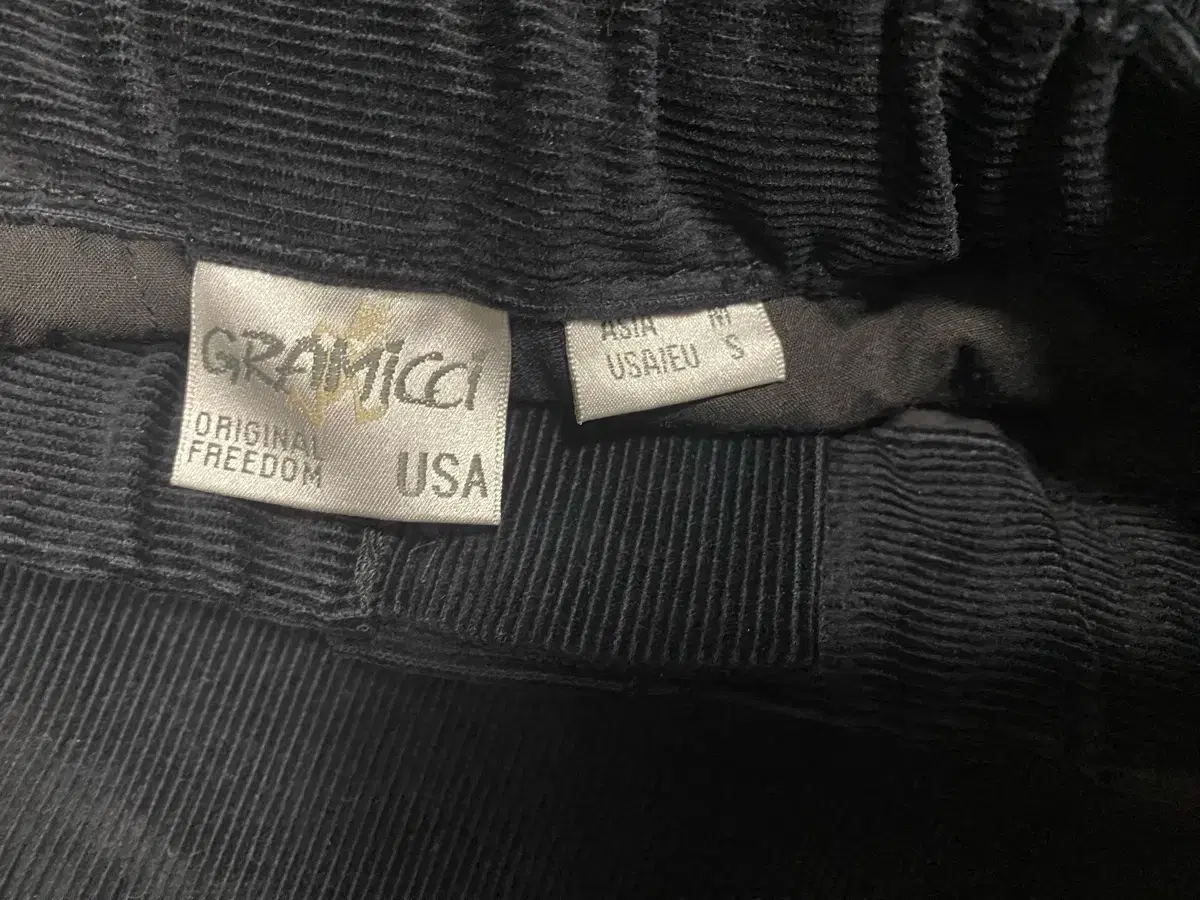 GRAMiCCi
ORIGINAL
FREEDOM
USA
ASIA M
USA/EU S